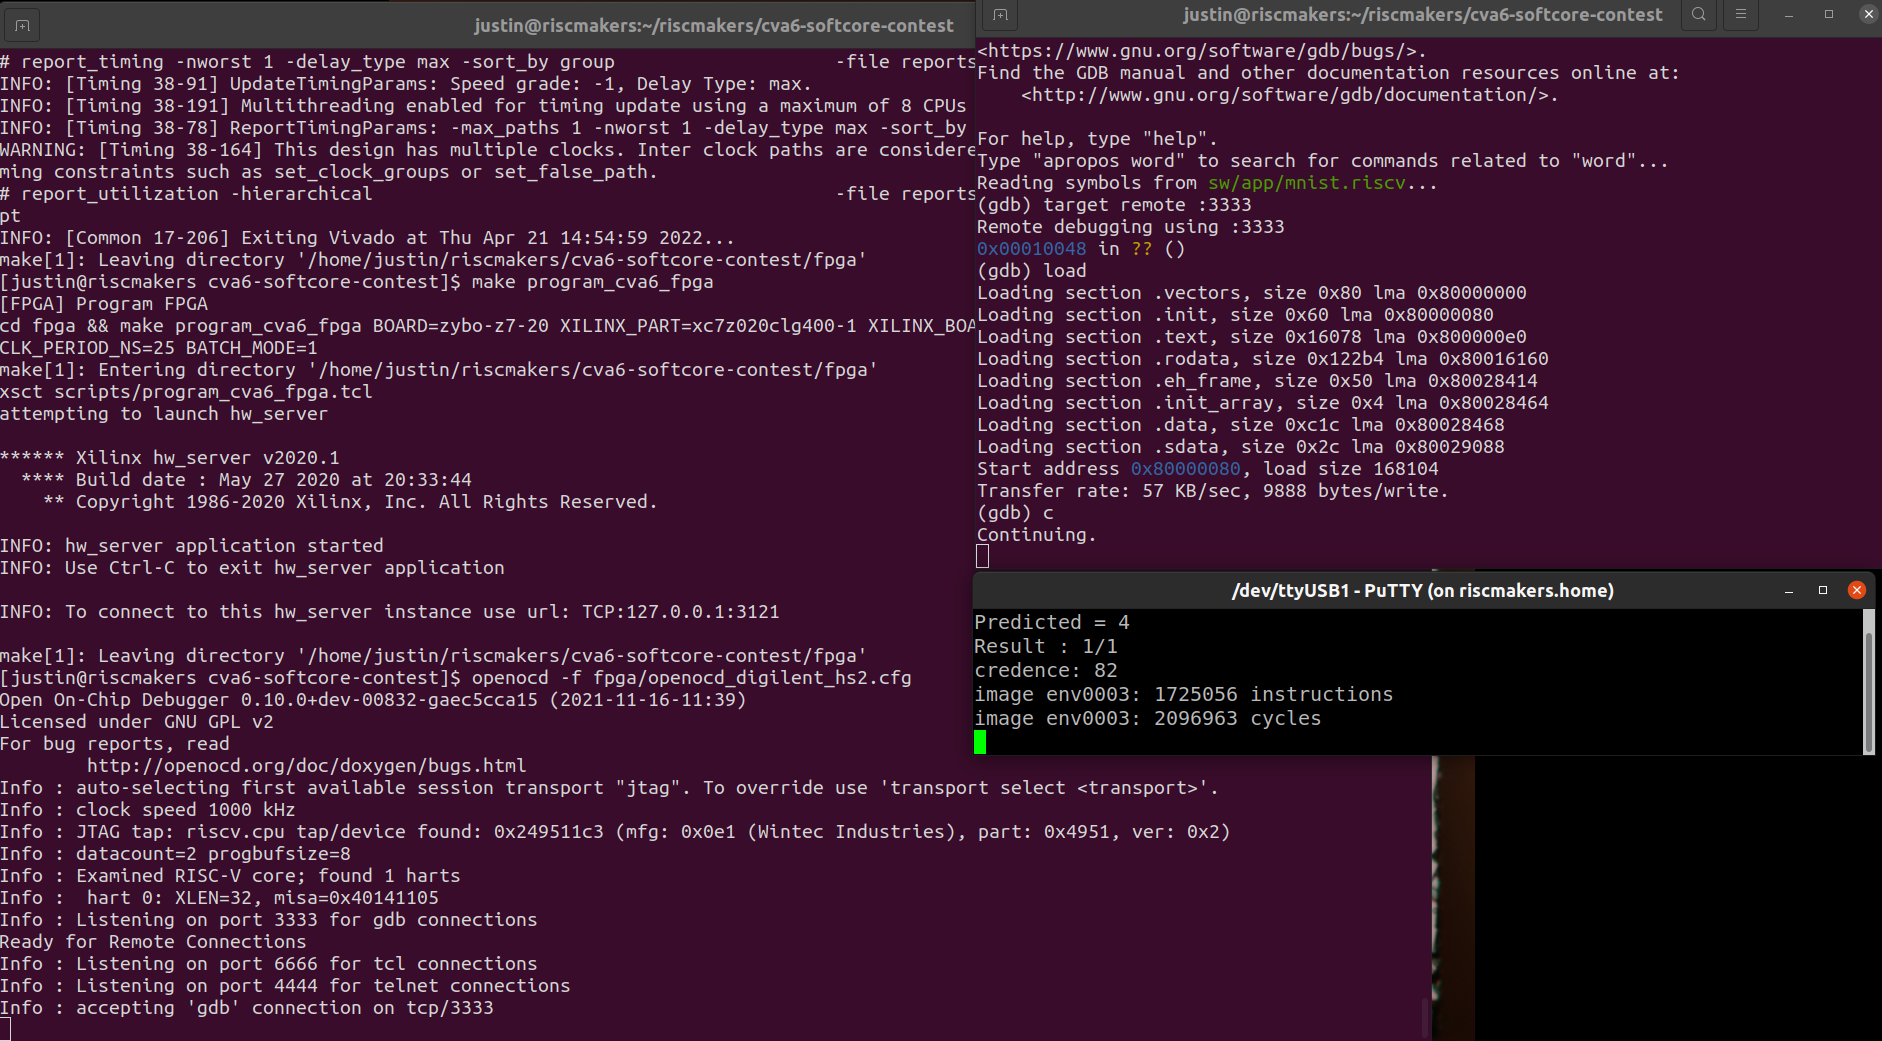 justin@riscmakers:~/riscmakers/cva6-softcore-contest
# report_timing -nworst 1 -delay_type max -sort_by group                    -file reports
INFO: [Timing 38-91] UpdateTimingParams: Speed grade: -1, Delay Type: max.
INFO: [Timing 38-191] Multithreading enabled for timing update using a maximum of 8 CPUs
INFO: [Timing 38-78] ReportTimingParams: -max_paths 1 -nworst 1 -delay_type max -sort_by
WARNING: [Timing 38-164] This design has multiple clocks. Inter clock paths are considere
ming constraints such as set_clock_groups or set_false_path.
# report_utilization -hierarchical                                          -file reports
pt
INFO: [Common 17-206] Exiting Vivado at Thu Apr 21 14:54:59 2022...
make[1]: Leaving directory '/home/justin/riscmakers/cva6-softcore-contest/fpga'
[justin@riscmakers cva6-softcore-contest]$ make program_cva6_fpga
[FPGA] Program FPGA
cd fpga && make program_cva6_fpga BOARD=zybo-z7-20 XILINX_PART=xc7z020clg400-1 XILINX_BOA
CLK_PERIOD_NS=25 BATCH_MODE=1
make[1]: Entering directory '/home/justin/riscmakers/cva6-softcore-contest/fpga'
xsct scripts/program_cva6_fpga.tcl
attempting to launch hw_server
****** Xilinx hw_server v2020.1
  **** Build date : May 27 2020 at 20:33:44
    ** Copyright 1986-2020 Xilinx, Inc. All Rights Reserved.
INFO: hw_server application started
INFO: Use Ctrl-C to exit hw_server application
INFO: To connect to this hw_server instance use url: TCP:127.0.0.1:3121
make[1]: Leaving directory '/home/justin/riscmakers/cva6-softcore-contest/fpga'
[justin@riscmakers cva6-softcore-contest]$ openocd -f fpga/openocd_digilent_hs2.cfg
Open On-Chip Debugger 0.10.0+dev-00832-gaec5cca15 (2021-11-16-11:39)
Licensed under GNU GPL v2
For bug reports, read
        http://openocd.org/doc/doxygen/bugs.html
Info : auto-selecting first available session transport "jtag". To override use 'transport select <transport>'.
Info : clock speed 1000 kHz
Info : JTAG tap: riscv.cpu tap/device found: 0x249511c3 (mfg: 0x0e1 (Wintec Industries), part: 0x4951, ver: 0x2)
Info : datacount=2 progbufsize=8
Info : Examined RISC-V core; found 1 harts
Info :  hart 0: XLEN=32, misa=0x40141105
Info : Listening on port 3333 for gdb connections
Ready for Remote Connections
Info : Listening on port 6666 for tcl connections
Info : Listening on port 4444 for telnet connections
Info : accepting 'gdb' connection on tcp/3333
justin@riscmakers:~/riscmakers/cva6-softcore-contest
<https://www.gnu.org/software/gdb/bugs/>.
Find the GDB manual and other documentation resources online at:
    <http://www.gnu.org/software/gdb/documentation/>.
For help, type "help".
Type "apropos word" to search for commands related to "word"...
Reading symbols from sw/app/mnist.riscv...
(gdb) target remote :3333
Remote debugging using :3333
0x00010048 in ?? ()
(gdb) load
Loading section .vectors, size 0x80 lma 0x80000000
Loading section .init, size 0x60 lma 0x80000080
Loading section .text, size 0x16078 lma 0x800000e0
Loading section .rodata, size 0x122b4 lma 0x80016160
Loading section .eh_frame, size 0x50 lma 0x80028414
Loading section .init_array, size 0x4 lma 0x80028464
Loading section .data, size 0xc1c lma 0x80028468
Loading section .sdata, size 0x2c lma 0x80029088
Start address 0x80000080, load size 168104
Transfer rate: 57 KB/sec, 9888 bytes/write.
(gdb) c
Continuing.
/dev/ttyUSB1 - PuTTY (on riscmakers.home)
Predicted = 4
Result : 1/1
credence: 82
image env0003: 1725056 instructions
image env0003: 2096963 cycles